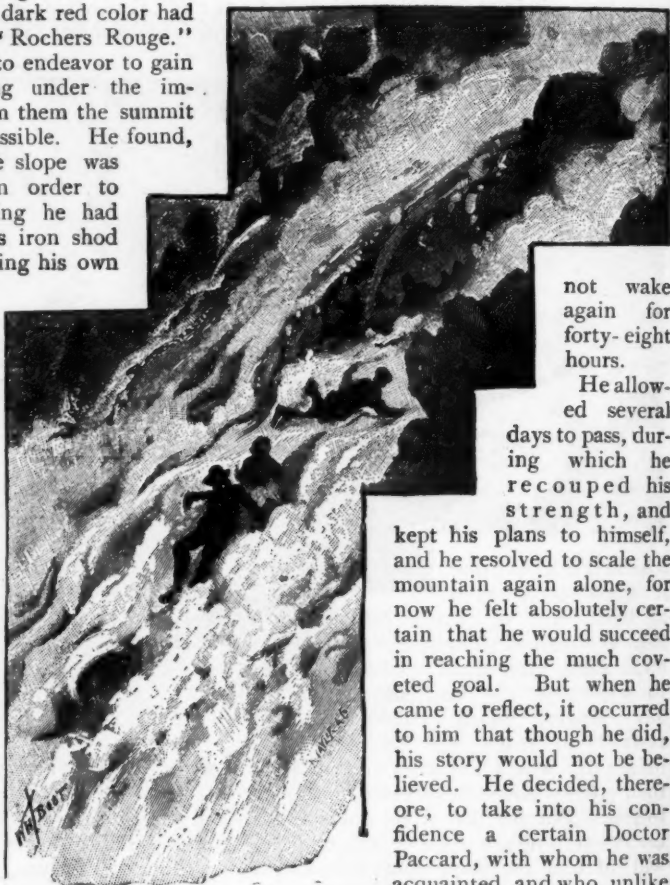 dark red color had
" Rochers Rouge."
to endeavor to gain
g under the im-
m them the summit
ssible. He found,
e slope was
n order to
ing he had
s iron shod
ing his own
not wake
again for
forty-eight
hours.
He allow-
ed several
days to pass, dur-
ing which he
recouped his
strength, and
kept his plans to himself,
and he resolved to scale the
mountain again alone, for
now he felt absolutely cer-
tain that he would succeed
in reaching the much cov-
eted goal. But when he
came to reflect, it occurred
to him that though he did,
his story would not be be-
lieved. He decided, there-
ore, to take into his con-
fidence a certain Doctor
Paccard, with whom he was
acquainted, and who, unlike